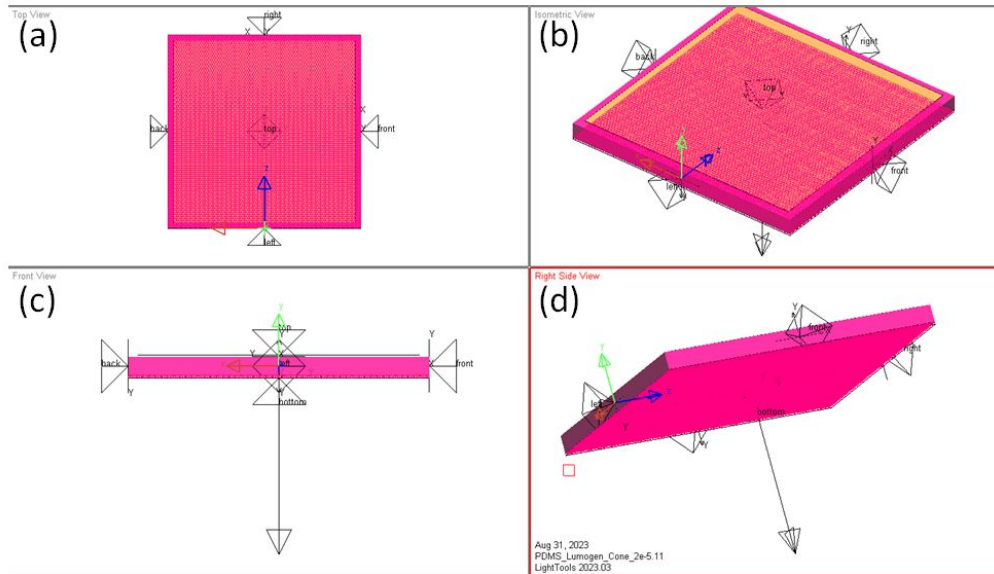 Top View
(a)
right
X
Y
back
top
X
Y
front
Z
left
Isometric View
(b)
back
right
top
Y
Z
X
front
left
Front View
(c)
Y
top
Y
Y
Y
X
back
left
X
front
Y
Y
bottom
Right Side View
(d)
Y
front
right
Y
Z
left
Y
bottom
Y
Aug 31, 2023
PDMS_Lumogen_Cone_2e-5.11
LightTools 2023.03